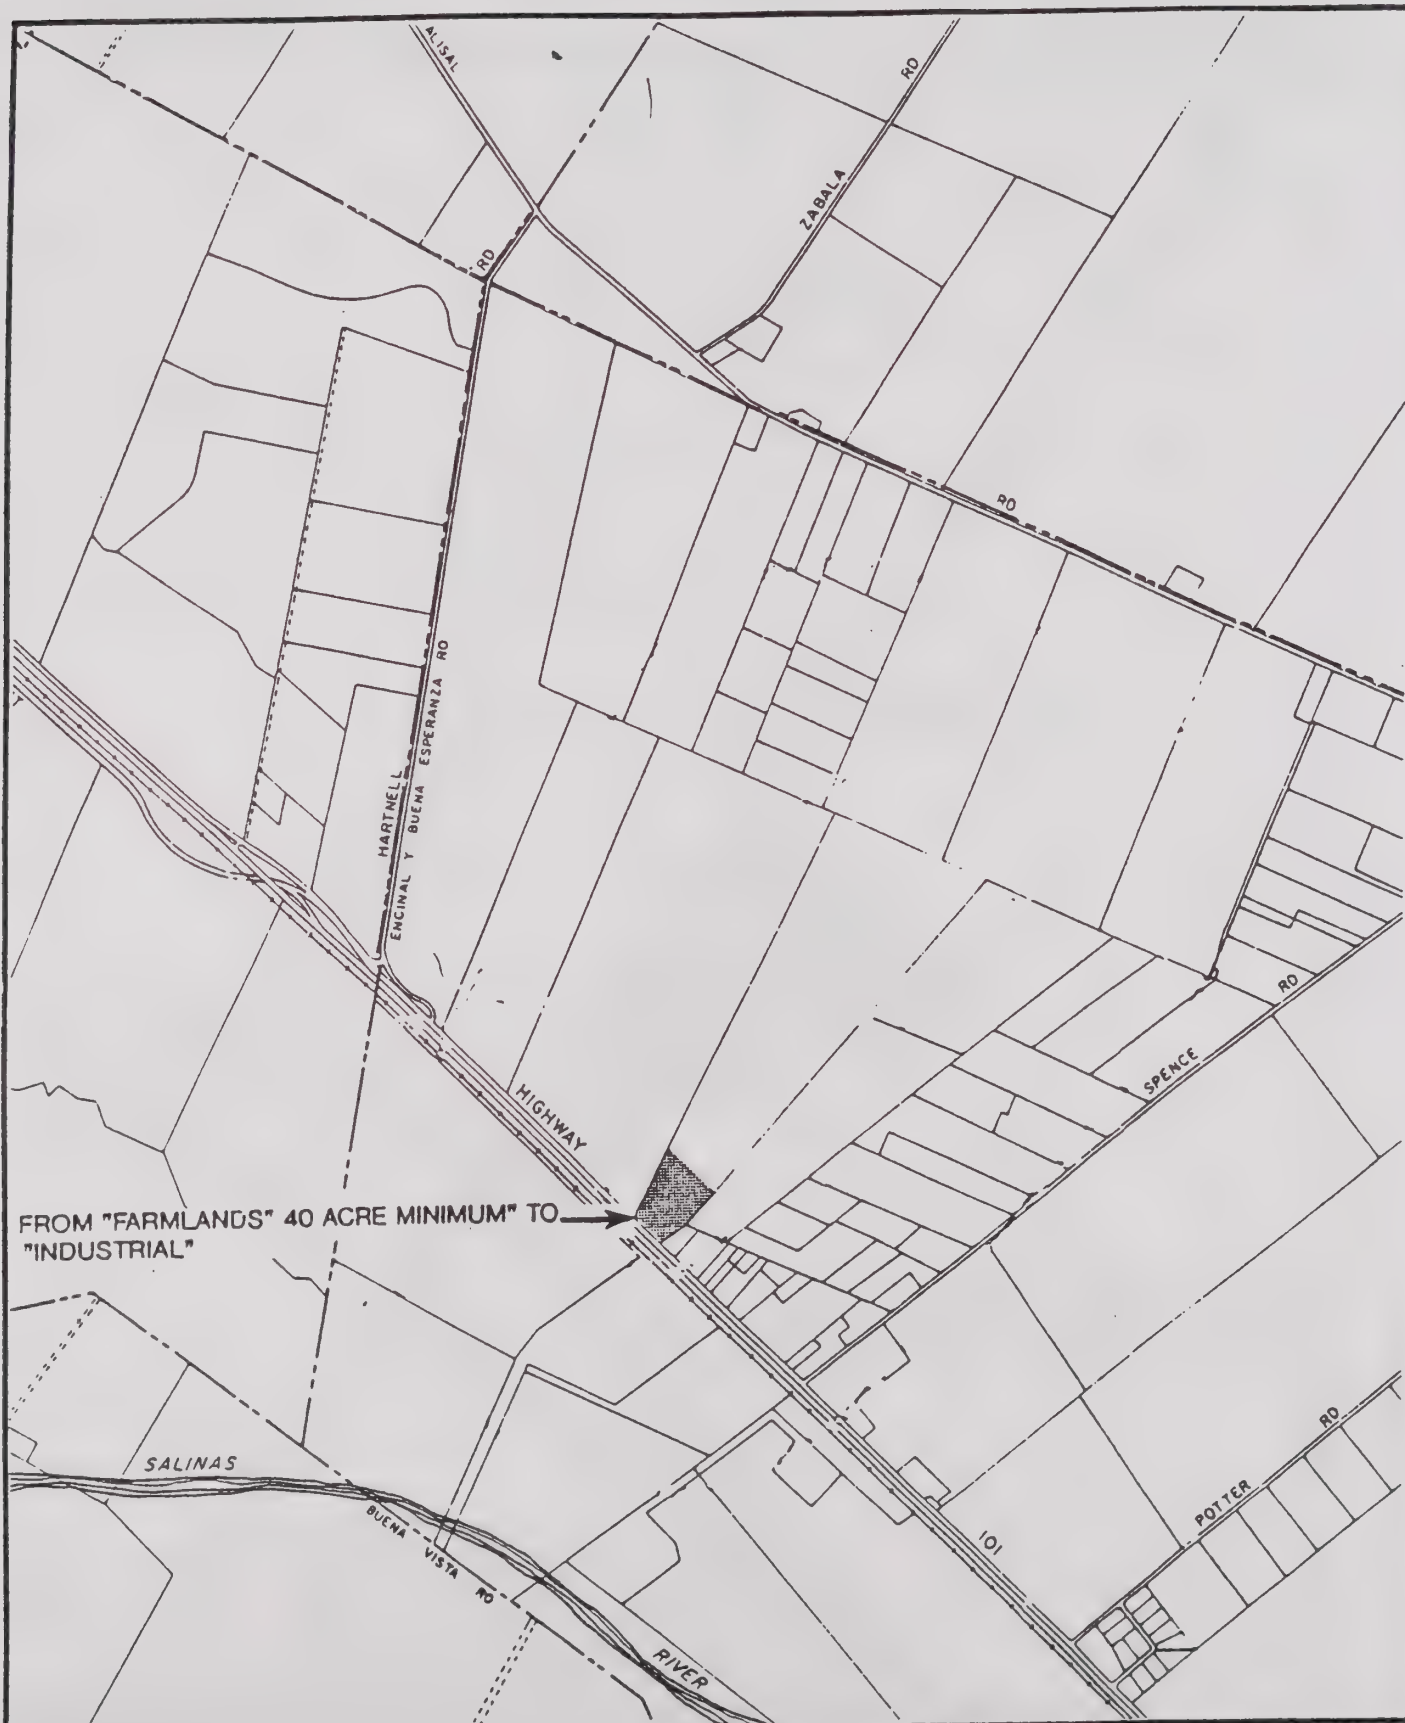 ALISAL
RD
ZABALA
RD
RD
HARTNELL
ENCINAL Y BUENA ESPERANZA RD
SPENCE
RD
HIGHWAY
FROM "FARMLANDS" 40 ACRE MINIMUM" TO
"INDUSTRIAL"
SALINAS
BUENA VISTA RD
RIVER
101
POTTER
RD